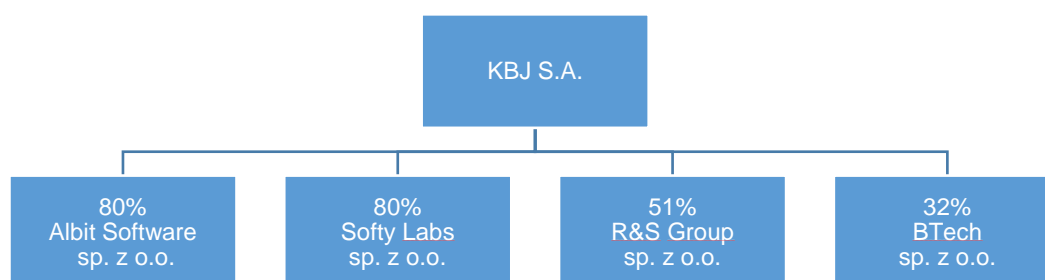 KBJ S.A.
80%
Albit Software
sp. z o.o.
80%
Softy Labs
sp. z o.o.
51%
R&S Group
sp. z o.o.
32%
BTech
sp. z o.o.